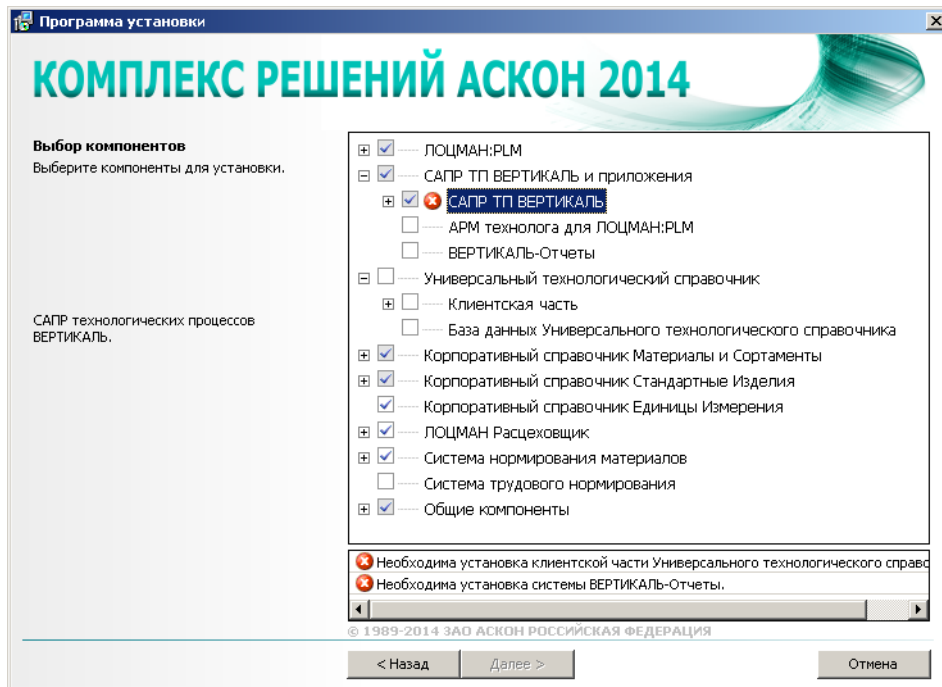 Программа установки
КОМПЛЕКС РЕШЕНИЙ АСКОН 2014
Выбор компонентов
Выберите компоненты для установки.
САПР технологических процессов
ВЕРТИКАЛЬ.
ЛОЦМАН:PLM
САПР ТП ВЕРТИКАЛЬ и приложения
САПР ТП ВЕРТИКАЛЬ
АРМ технолога для ЛОЦМАН:PLM
ВЕРТИКАЛЬ-Отчеты
Универсальный технологический справочник
Клиентская часть
База данных Универсального технологического справочника
Корпоративный справочник Материалы и Сортаменты
Корпоративный справочник Стандартные Изделия
Корпоративный справочник Единицы Измерения
ЛОЦМАН Расцеховщик
Система нормирования материалов
Система трудового нормирования
Общие компоненты
Необходима установка клиентской части Универсального технологического справо
Необходима установка системы ВЕРТИКАЛЬ-Отчеты.
© 1989-2014 ЗАО АСКОН РОССИЙСКАЯ ФЕДЕРАЦИЯ
< Назад
Далее >
Отмена